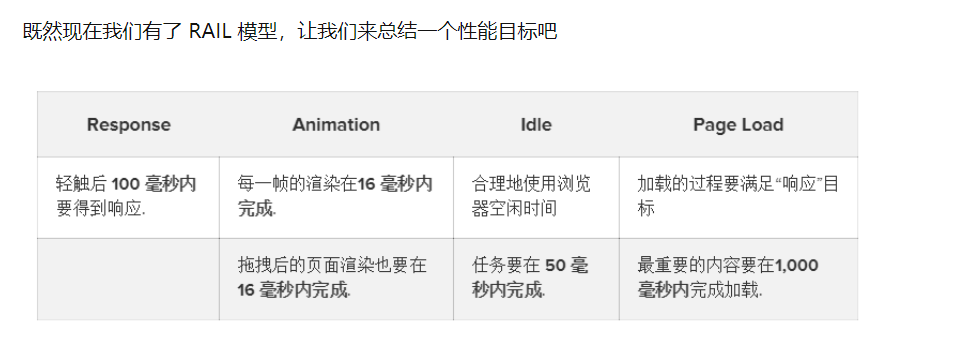 既然现在我们有了 RAIL 模型，让我们来总结一个性能目标吧
Response
Animation
Idle
Page Load
轻触后 100 毫秒内
要得到响应.
每一帧的渲染在16 毫秒内
完成.
合理地使用浏览
器空闲时间
加载的过程要满足“响应”目
标
拖拽后的页面渲染也要在
16 毫秒内完成.
任务要在 50 毫
秒内完成.
最重要的内容要在1,000
毫秒内完成加载.